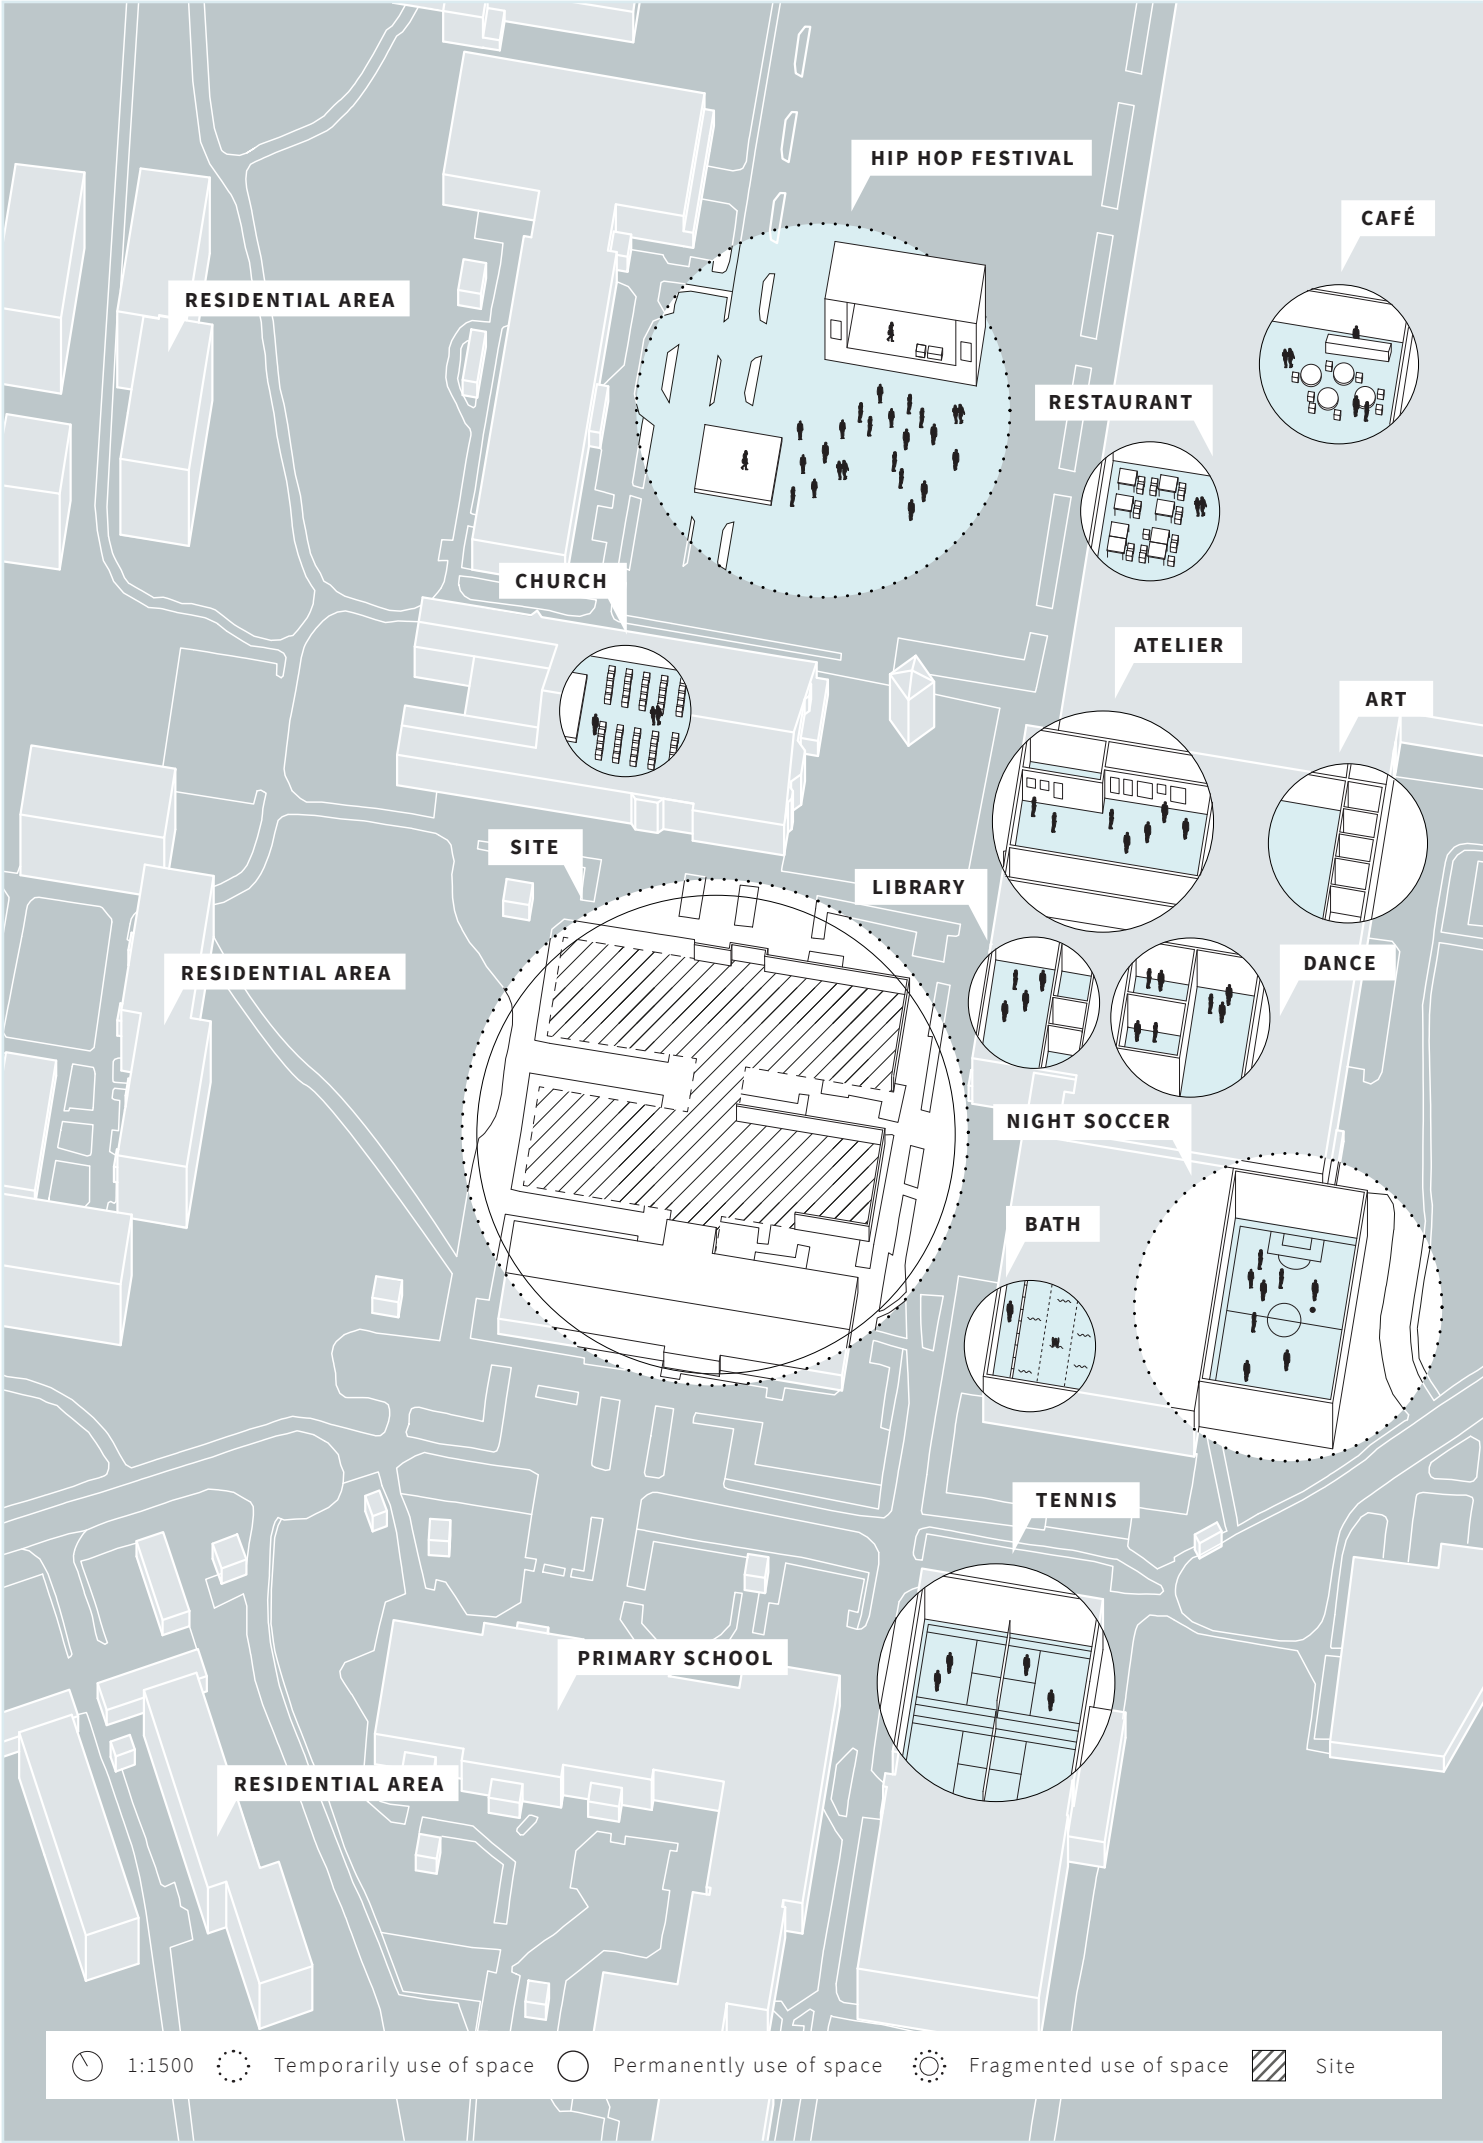 HIP HOP FESTIVAL
CAFÉ
RESIDENTIAL AREA
RESTAURANT
CHURCH
ATELIER
ART
SITE
LIBRARY
RESIDENTIAL AREA
DANCE
NIGHT SOCCER
BATH
TENNIS
PRIMARY SCHOOL
RESIDENTIAL AREA
1:1500 Temporarily use of space Permanently use of space Fragmented use of space Site